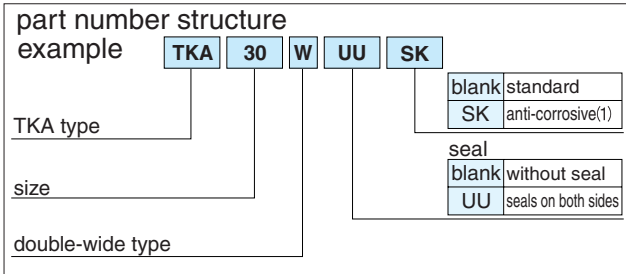 part number structure
example TKA 30 W UU SK
blank standard
SK anti-corrosive(1)
TKA type
seal
blank without seal
UU seals on both sides
size
double-wide type